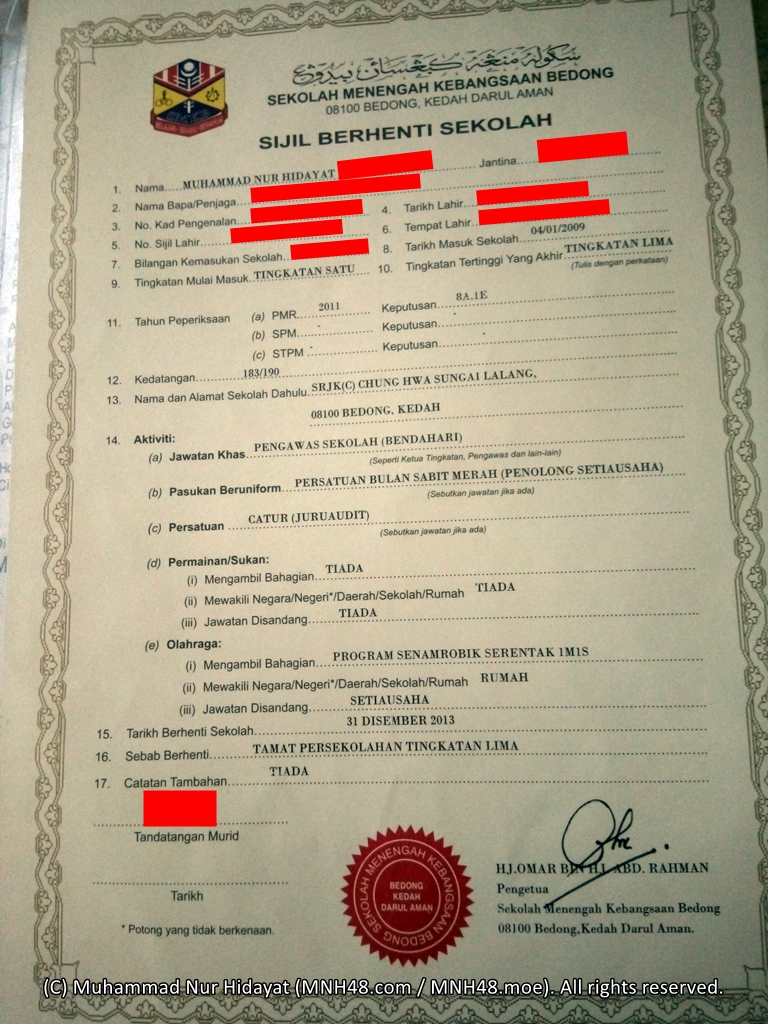 سكوله منغه كبڠسأن بيدوڠ
SEKOLAH MENENGAH KEBANGSAAN BEDONG
08100 BEDONG, KEDAH DARUL AMAN
SIJIL BERHENTI SEKOLAH
1. Nama MUHAMMAD NUR HIDAYAT Jantina
2. Nama Bapa/Penjaga
3. No. Kad Pengenalan 4. Tarikh Lahir
5. No. Sijil Lahir 6. Tempat Lahir
7. Bilangan Kemasukan Sekolah 8. Tarikh Masuk Sekolah 04/01/2009
9. Tingkatan Mulai Masuk TINGKATAN SATU 10. Tingkatan Tertinggi Yang Akhir TINGKATAN LIMA
(Tulis dengan perkataan)
11. Tahun Peperiksaan (a) PMR 2011 Keputusan 8A.1E
(b) SPM - Keputusan -
(c) STPM - Keputusan -
12. Kedatangan 183/190
13. Nama dan Alamat Sekolah Dahulu SRJK(C) CHUNG HWA SUNGAI LALANG,
08100 BEDONG, KEDAH
14. Aktiviti:
(a) Jawatan Khas PENGAWAS SEKOLAH (BENDAHARI)
(Seperti Ketua Tingkatan, Pengawas dan lain-lain)
(b) Pasukan Beruniform PERSATUAN BULAN SABIT MERAH (PENOLONG SETIAUSAHA)
(Sebutkan jawatan jika ada)
(c) Persatuan CATUR (JURUAUDIT)
(Sebutkan jawatan jika ada)
(d) Permainan/Sukan:
(i) Mengambil Bahagian TIADA
(ii) Mewakili Negara/Negeri*/Daerah/Sekolah/Rumah TIADA
(iii) Jawatan Disandang TIADA
(e) Olahraga:
(i) Mengambil Bahagian PROGRAM SENAMROBIK SERENTAK 1M1S
(ii) Mewakili Negara/Negeri*/Daerah/Sekolah/Rumah RUMAH
(iii) Jawatan Disandang SETIAUSAHA
15. Tarikh Berhenti Sekolah 31 DISEMBER 2013
16. Sebab Berhenti TAMAT PERSEKOLAHAN TINGKATAN LIMA
17. Catatan Tambahan TIADA
Tandatangan Murid
Tarikh
* Potong yang tidak berkenaan.
SEKOLAH MENENGAH KEBANGSAAN BEDONG
BEDONG
KEDAH
DARUL AMAN
HJ.OMAR BIN HJ. ABD. RAHMAN
Pengetua
Sekolah Menengah Kebangsaan Bedong
08100 Bedong,Kedah Darul Aman.
(C) Muhammad Nur Hidayat (MNH48.com / MNH48.moe). All rights reserved.